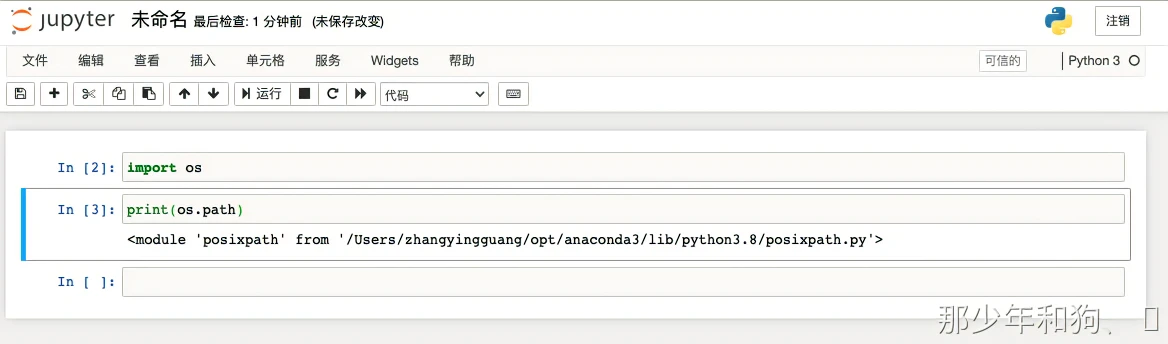 jupyter 未命名 最后检查: 1 分钟前 (未保存改变) 注销
文件 编辑 查看 插入 单元格 服务 Widgets 帮助 可信的 Python 3
运行 代码
In [2]: import os
In [3]: print(os.path)
<module 'posixpath' from '/Users/zhangyingguang/opt/anaconda3/lib/python3.8/posixpath.py'>
In [ ]:
那少年和狗、